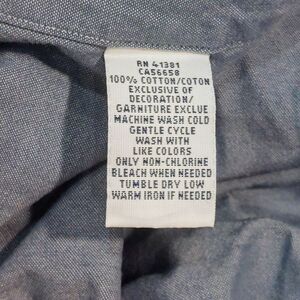 RN 41381
CA56658
100% COTTON/COTON
EXCLUSIVE OF
DECORATION/
GARNITURE EXCLUE
MACHINE WASH COLD
GENTLE CYCLE
WASH WITH
LIKE COLORS
ONLY NON-CHLORINE
BLEACH WHEN NEEDED
TUMBLE DRY LOW
WARM IRON IF NEEDED